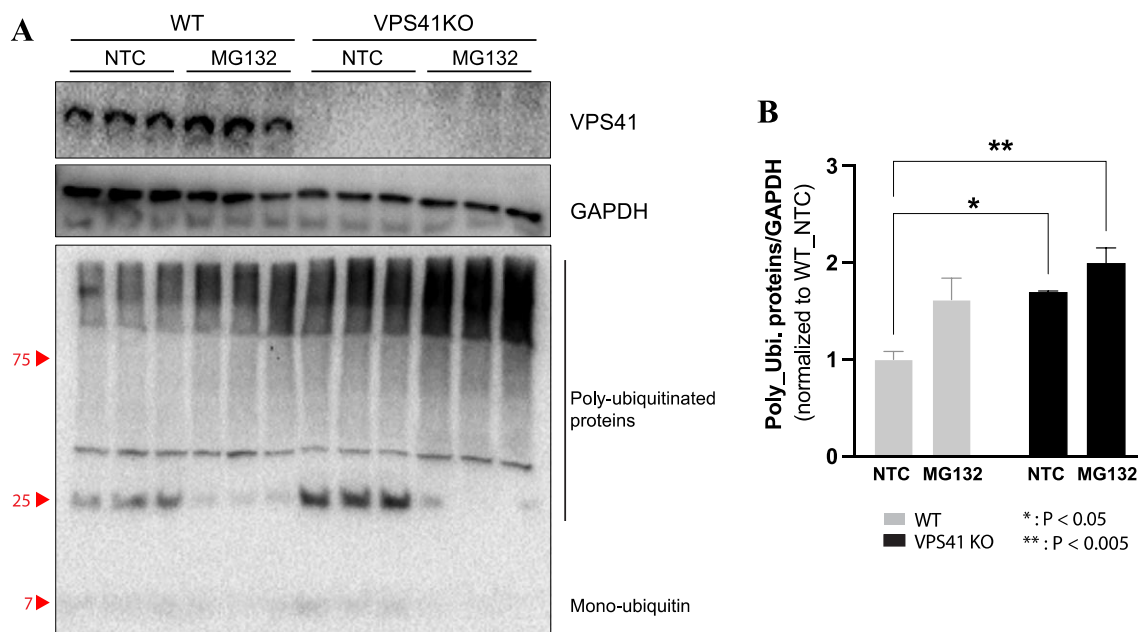 A
WT VPS41KO
NTC MG132 NTC MG132
VPS41
GAPDH
75
Poly-ubiquitinated
proteins
25
7
Mono-ubiquitin
B
Poly_Ubi. proteins/GAPDH
(normalized to WT_NTC)
3
2
1
0
**
*
NTC MG132 NTC MG132
WT * : P < 0.05
VPS41 KO ** : P < 0.005